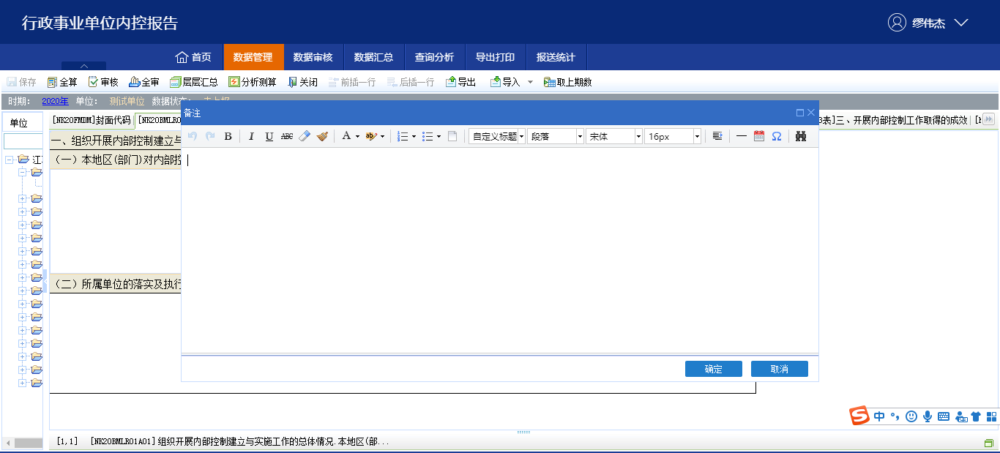 行政事业单位内控报告
缪伟杰
首页 数据管理 数据审核 数据汇总 查询分析 导出打印 报送统计
保存 全算 审核 全审 层层汇总 分析测算 关闭 前插一行 后插一行 导出 导入 取上期数
时期: 2020年 单位: 测试单位 数据状态:
单位
[NK20FMDM]封面代码 [NK20BMLR0
B表]三、开展内部控制工作取得的成效
备注
B I U ABC A ab 自定义标题 段落 宋体 16px
一、组织开展内部控制建立与
(一)本地区(部门)对内部控
(二)所属单位的落实及执行
确定 取消
中
[1,1] [NK20BMLR01A01]组织开展内部控制建立与实施工作的总体情况.本地区(部...